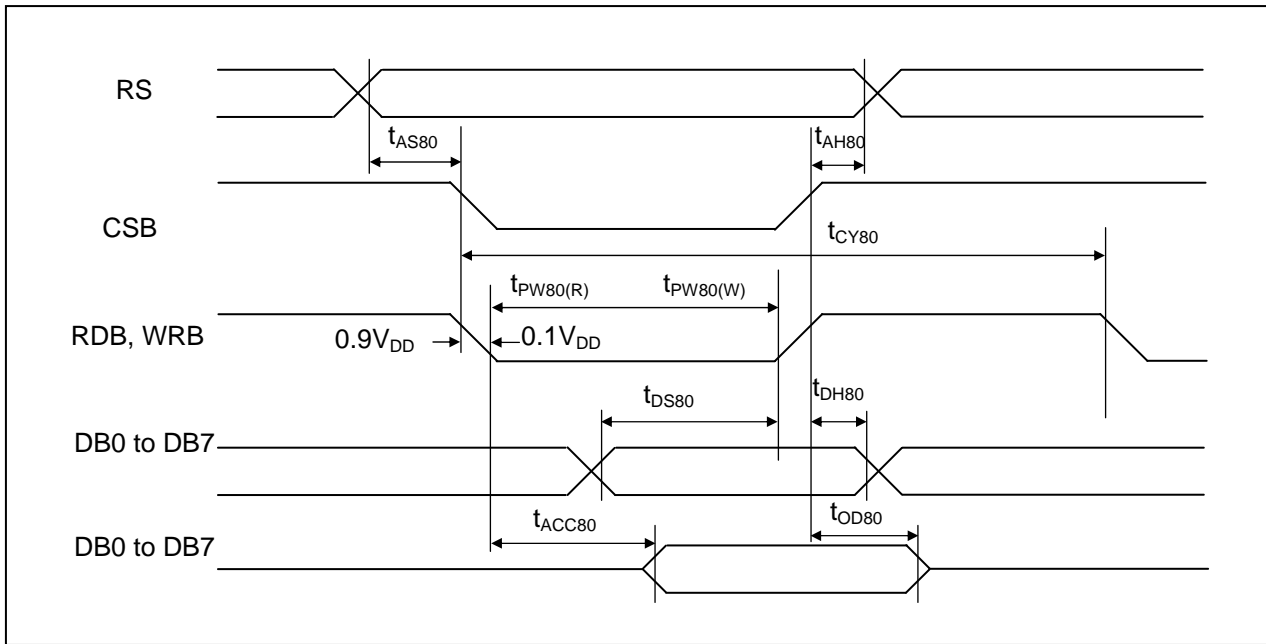 RS
tAS80
tAH80
CSB
tCY80
tPW80(R) tPW80(W)
RDB, WRB
0.9VDD 0.1VDD
tDS80
tDH80
DB0 to DB7
tACC80
tOD80
DB0 to DB7